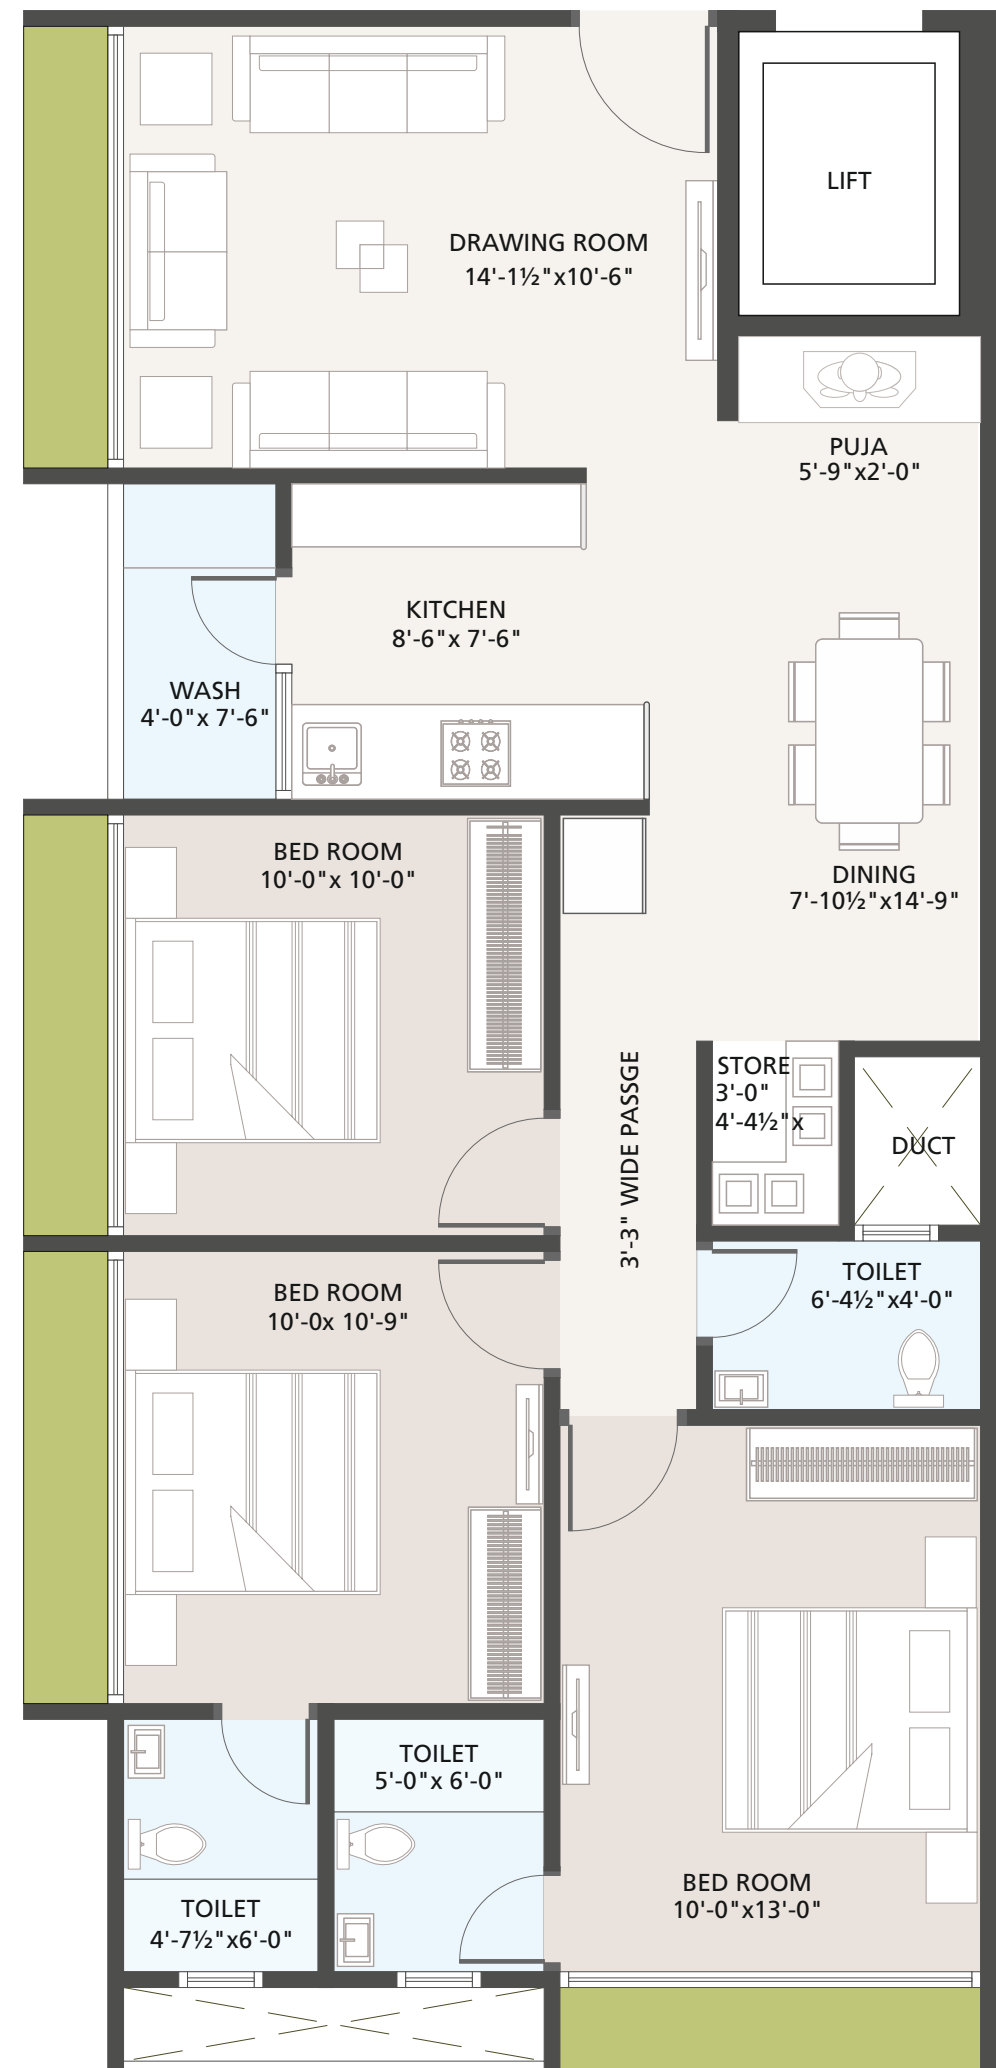 LIFT
DRAWING ROOM
14'-1½"x10'-6"
PUJA
5'-9"x2'-0"
KITCHEN
8'-6"x 7'-6"
WASH
4'-0"x 7'-6"
BED ROOM
10'-0"x 10'-0"
DINING
7'-10½"x14'-9"
3'-3" WIDE PASSGE
STORE
3'-0"
4'-4½"x
DUCT
BED ROOM
10'-0x 10'-9"
TOILET
6'-4½"x4'-0"
TOILET
5'-0"x 6'-0"
TOILET
4'-7½"x6'-0"
BED ROOM
10'-0"x13'-0"